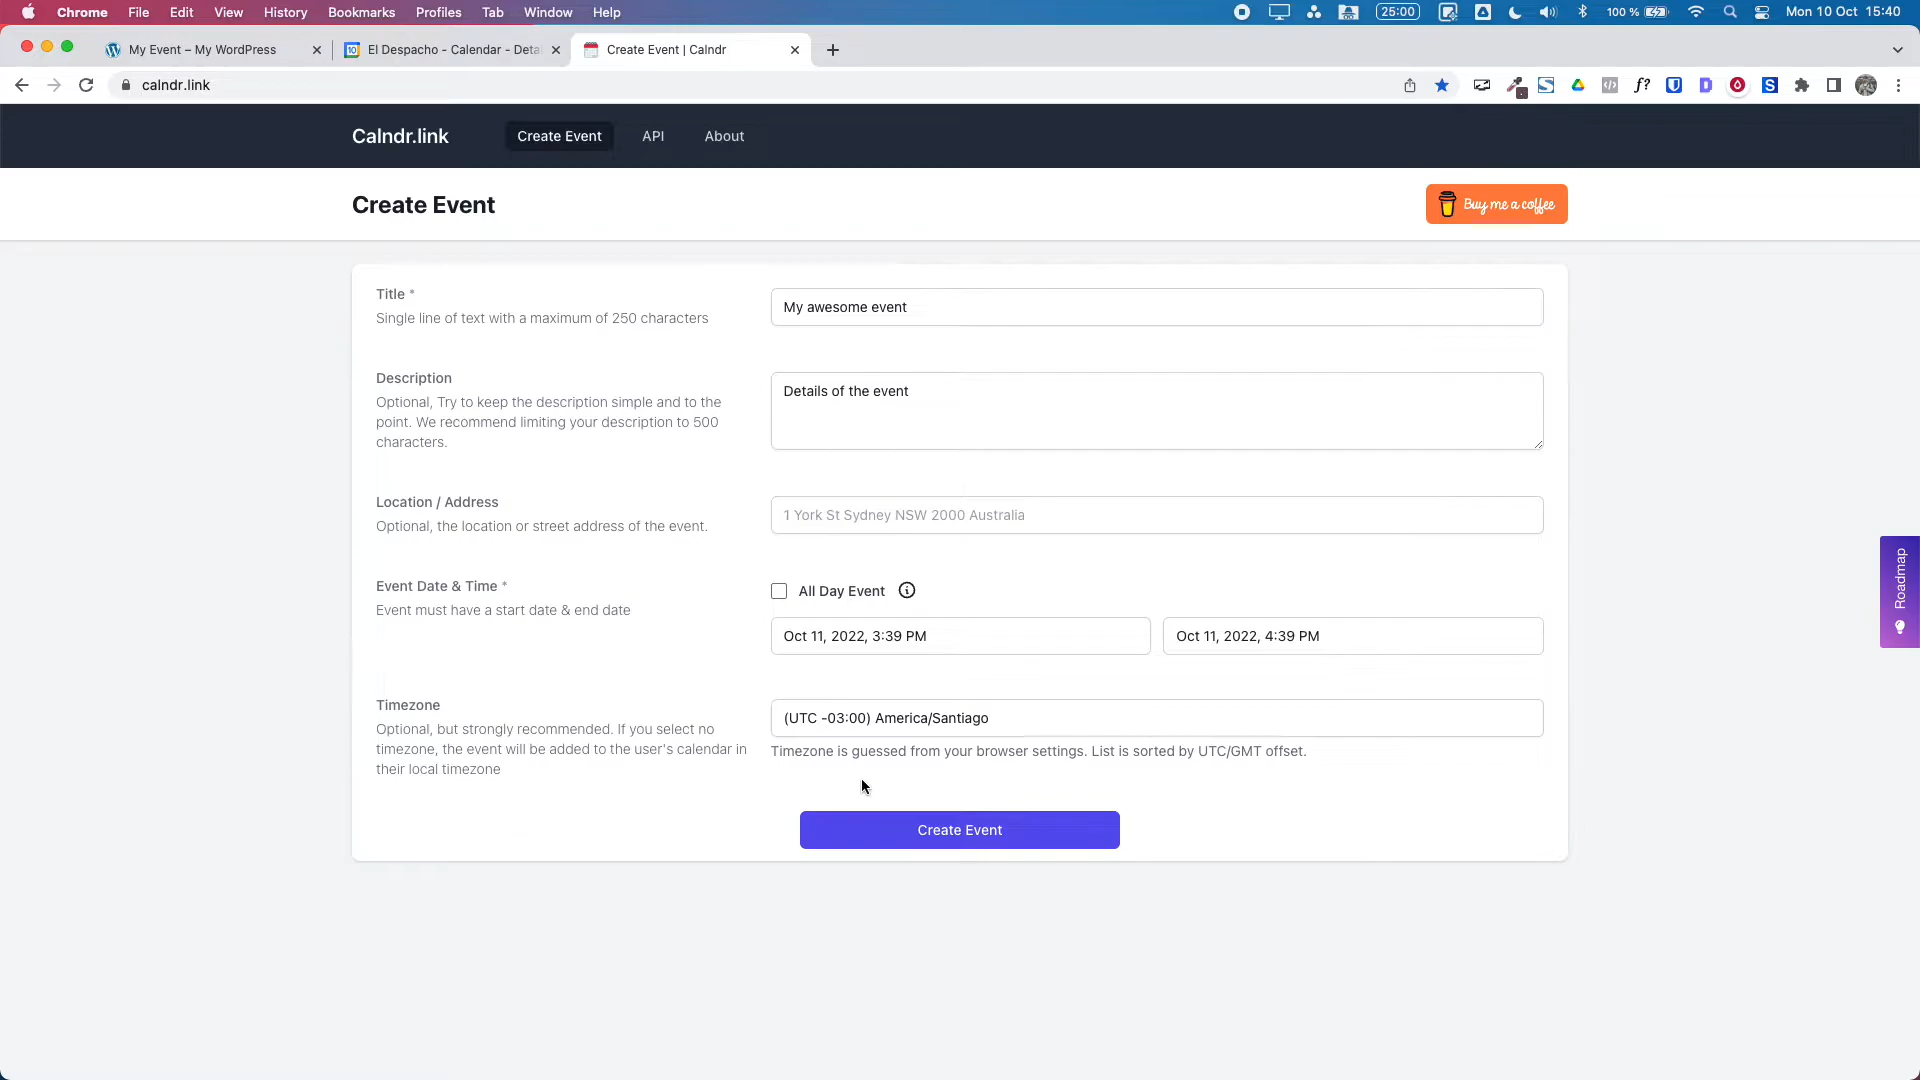 Chrome File Edit View History Bookmarks Profiles Tab Window Help 25:00 100 % Mon 10 Oct 15:40
My Event – My WordPress El Despacho - Calendar - Deta Create Event | Calndr
calndr.link
Calndr.link Create Event API About
Create Event Buy me a coffee
Title *
Single line of text with a maximum of 250 characters
My awesome event
Description
Optional, Try to keep the description simple and to the
point. We recommend limiting your description to 500
characters.
Details of the event
Location / Address
Optional, the location or street address of the event.
1 York St Sydney NSW 2000 Australia
Event Date & Time *
Event must have a start date & end date
All Day Event
Oct 11, 2022, 3:39 PM Oct 11, 2022, 4:39 PM
Roadmap
Timezone
Optional, but strongly recommended. If you select no
timezone, the event will be added to the user's calendar in
their local timezone
(UTC -03:00) America/Santiago
Timezone is guessed from your browser settings. List is sorted by UTC/GMT offset.
Create Event